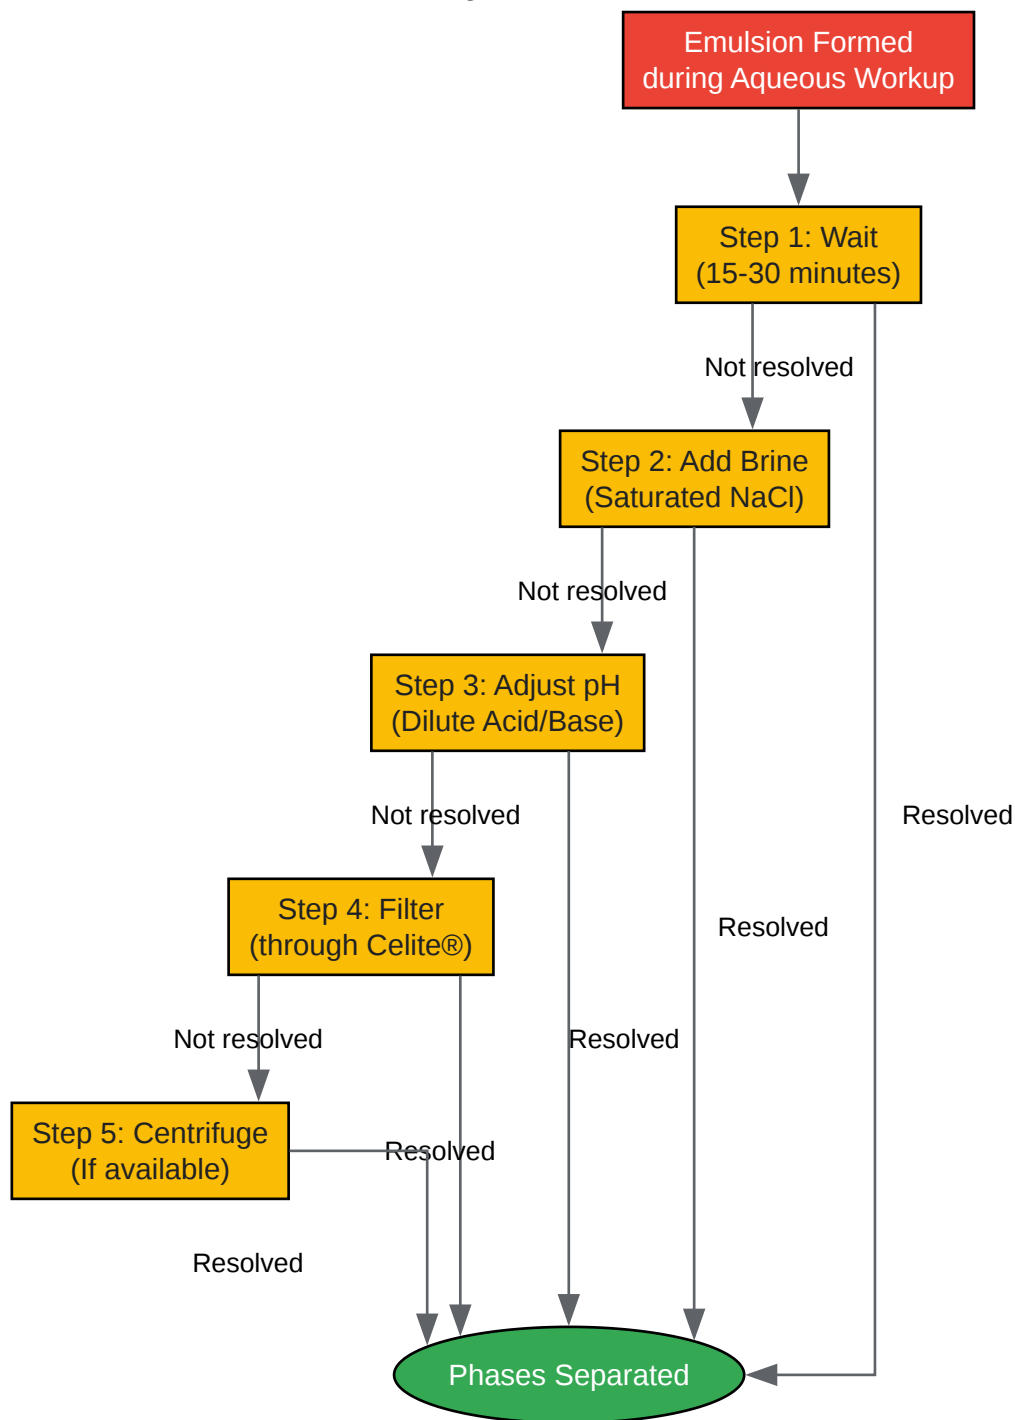 Emulsion Formed
during Aqueous Workup
Step 1: Wait
(15-30 minutes)
Not resolved
Step 2: Add Brine
(Saturated NaCl)
Not resolved
Step 3: Adjust pH
(Dilute Acid/Base)
Not resolved
Resolved
Step 4: Filter
(through Celite®)
Resolved
Not resolved
Resolved
Step 5: Centrifuge
(If available)
Resolved
Resolved
Phases Separated